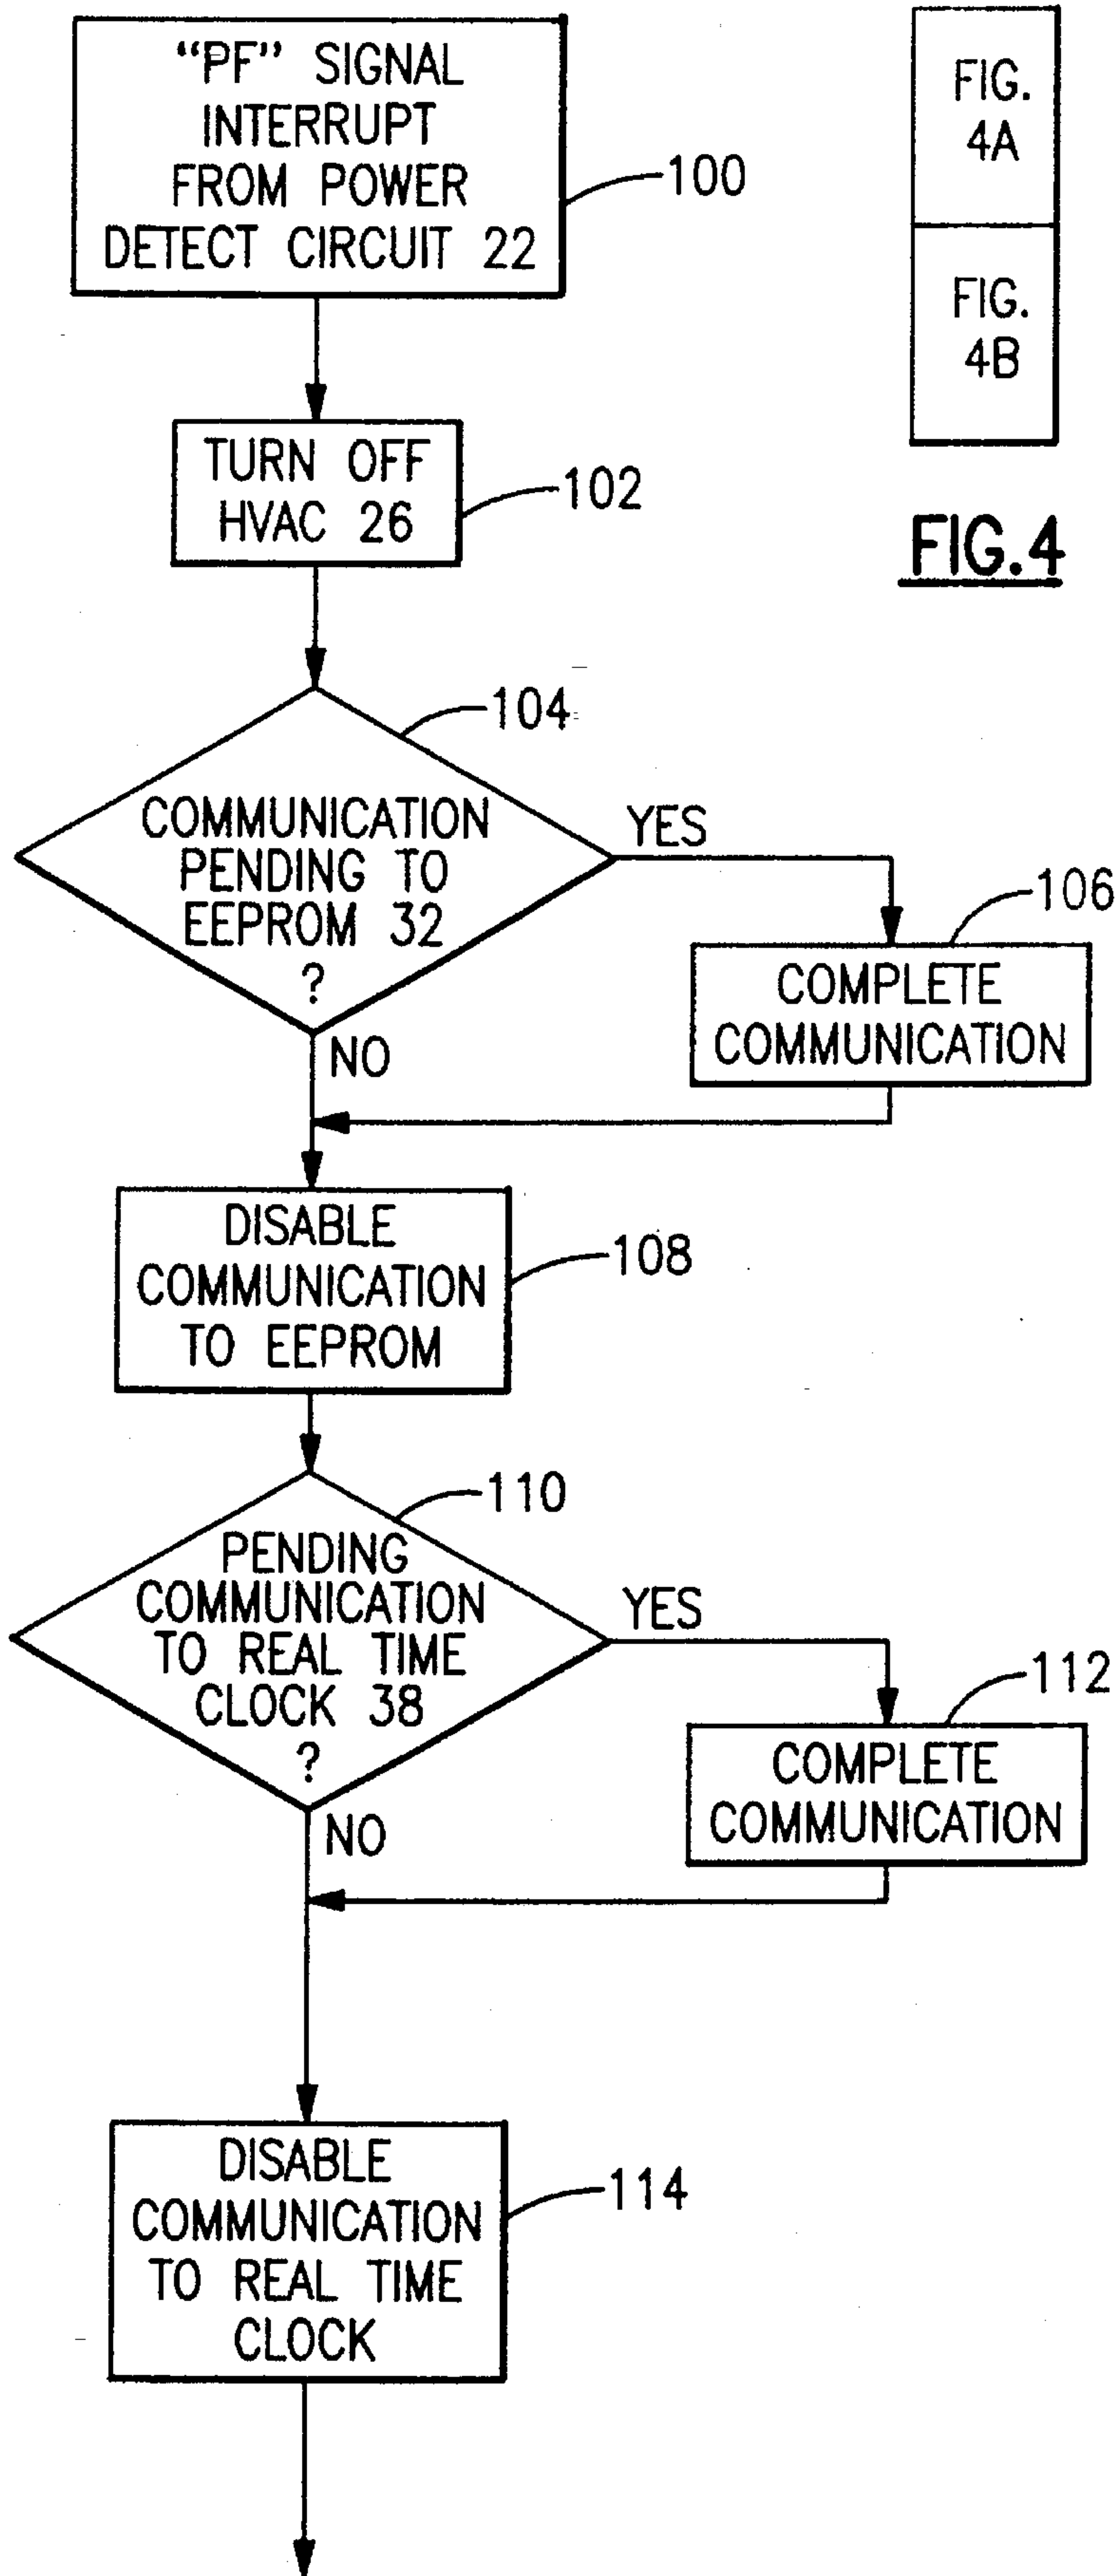 “PF” SIGNAL
INTERRUPT
FROM POWER
DETECT CIRCUIT 22
100
FIG.
4A
FIG.
4B
FIG.4
TURN OFF
HVAC 26
102
104
COMMUNICATION
PENDING TO
EEPROM 32
?
YES
NO
106
COMPLETE
COMMUNICATION
DISABLE
COMMUNICATION
TO EEPROM
108
110
PENDING
COMMUNICATION
TO REAL TIME
CLOCK 38
?
YES
NO
112
COMPLETE
COMMUNICATION
DISABLE
COMMUNICATION
TO REAL TIME
CLOCK
114